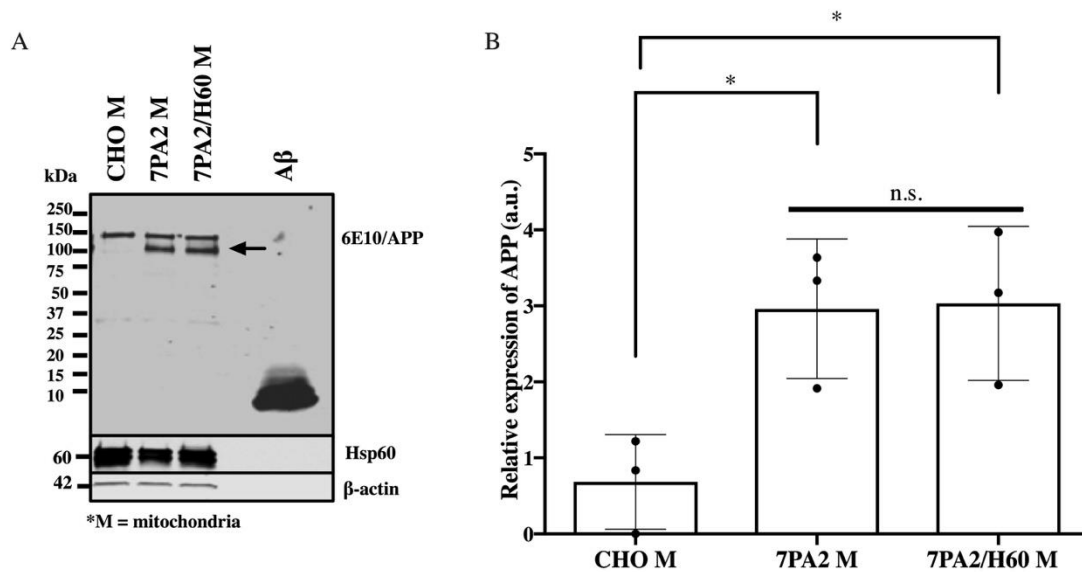 A
CHO M
7PA2 M
7PA2/H60 M
Aβ
kDa
250
150
100
75
50
37
25
20
15
10
6E10/APP
60
Hsp60
42
β-actin
*M = mitochondria
B
*
*
n.s.
Relative expression of APP (a.u.)
5
4
3
2
1
0
CHO M 7PA2 M 7PA2/H60 M